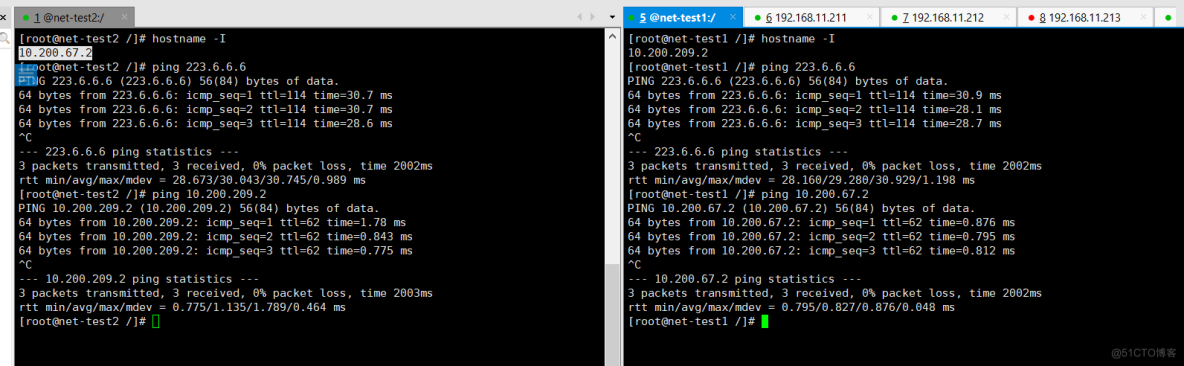 1 @net-test2:/
[root@net-test2 /]# hostname -I
10.200.67.2
[root@net-test2 /]# ping 223.6.6.6
PING 223.6.6.6 (223.6.6.6) 56(84) bytes of data.
64 bytes from 223.6.6.6: icmp_seq=1 ttl=114 time=30.7 ms
64 bytes from 223.6.6.6: icmp_seq=2 ttl=114 time=30.7 ms
64 bytes from 223.6.6.6: icmp_seq=3 ttl=114 time=28.6 ms
^C
--- 223.6.6.6 ping statistics ---
3 packets transmitted, 3 received, 0% packet loss, time 2002ms
rtt min/avg/max/mdev = 28.673/30.043/30.745/0.989 ms
[root@net-test2 /]# ping 10.200.209.2
PING 10.200.209.2 (10.200.209.2) 56(84) bytes of data.
64 bytes from 10.200.209.2: icmp_seq=1 ttl=62 time=1.78 ms
64 bytes from 10.200.209.2: icmp_seq=2 ttl=62 time=0.843 ms
64 bytes from 10.200.209.2: icmp_seq=3 ttl=62 time=0.775 ms
^C
--- 10.200.209.2 ping statistics ---
3 packets transmitted, 3 received, 0% packet loss, time 2003ms
rtt min/avg/max/mdev = 0.775/1.135/1.789/0.464 ms
[root@net-test2 /]#
5 @net-test1:/ 6 192.168.11.211 7 192.168.11.212 8 192.168.11.213
[root@net-test1 /]# hostname -I
10.200.209.2
[root@net-test1 /]# ping 223.6.6.6
PING 223.6.6.6 (223.6.6.6) 56(84) bytes of data.
64 bytes from 223.6.6.6: icmp_seq=1 ttl=114 time=30.9 ms
64 bytes from 223.6.6.6: icmp_seq=2 ttl=114 time=28.1 ms
64 bytes from 223.6.6.6: icmp_seq=3 ttl=114 time=28.7 ms
^C
--- 223.6.6.6 ping statistics ---
3 packets transmitted, 3 received, 0% packet loss, time 2002ms
rtt min/avg/max/mdev = 28.160/29.280/30.929/1.198 ms
[root@net-test1 /]# ping 10.200.67.2
PING 10.200.67.2 (10.200.67.2) 56(84) bytes of data.
64 bytes from 10.200.67.2: icmp_seq=1 ttl=62 time=0.876 ms
64 bytes from 10.200.67.2: icmp_seq=2 ttl=62 time=0.795 ms
64 bytes from 10.200.67.2: icmp_seq=3 ttl=62 time=0.812 ms
^C
--- 10.200.67.2 ping statistics ---
3 packets transmitted, 3 received, 0% packet loss, time 2002ms
rtt min/avg/max/mdev = 0.795/0.827/0.876/0.048 ms
[root@net-test1 /]#
@51CTO博客